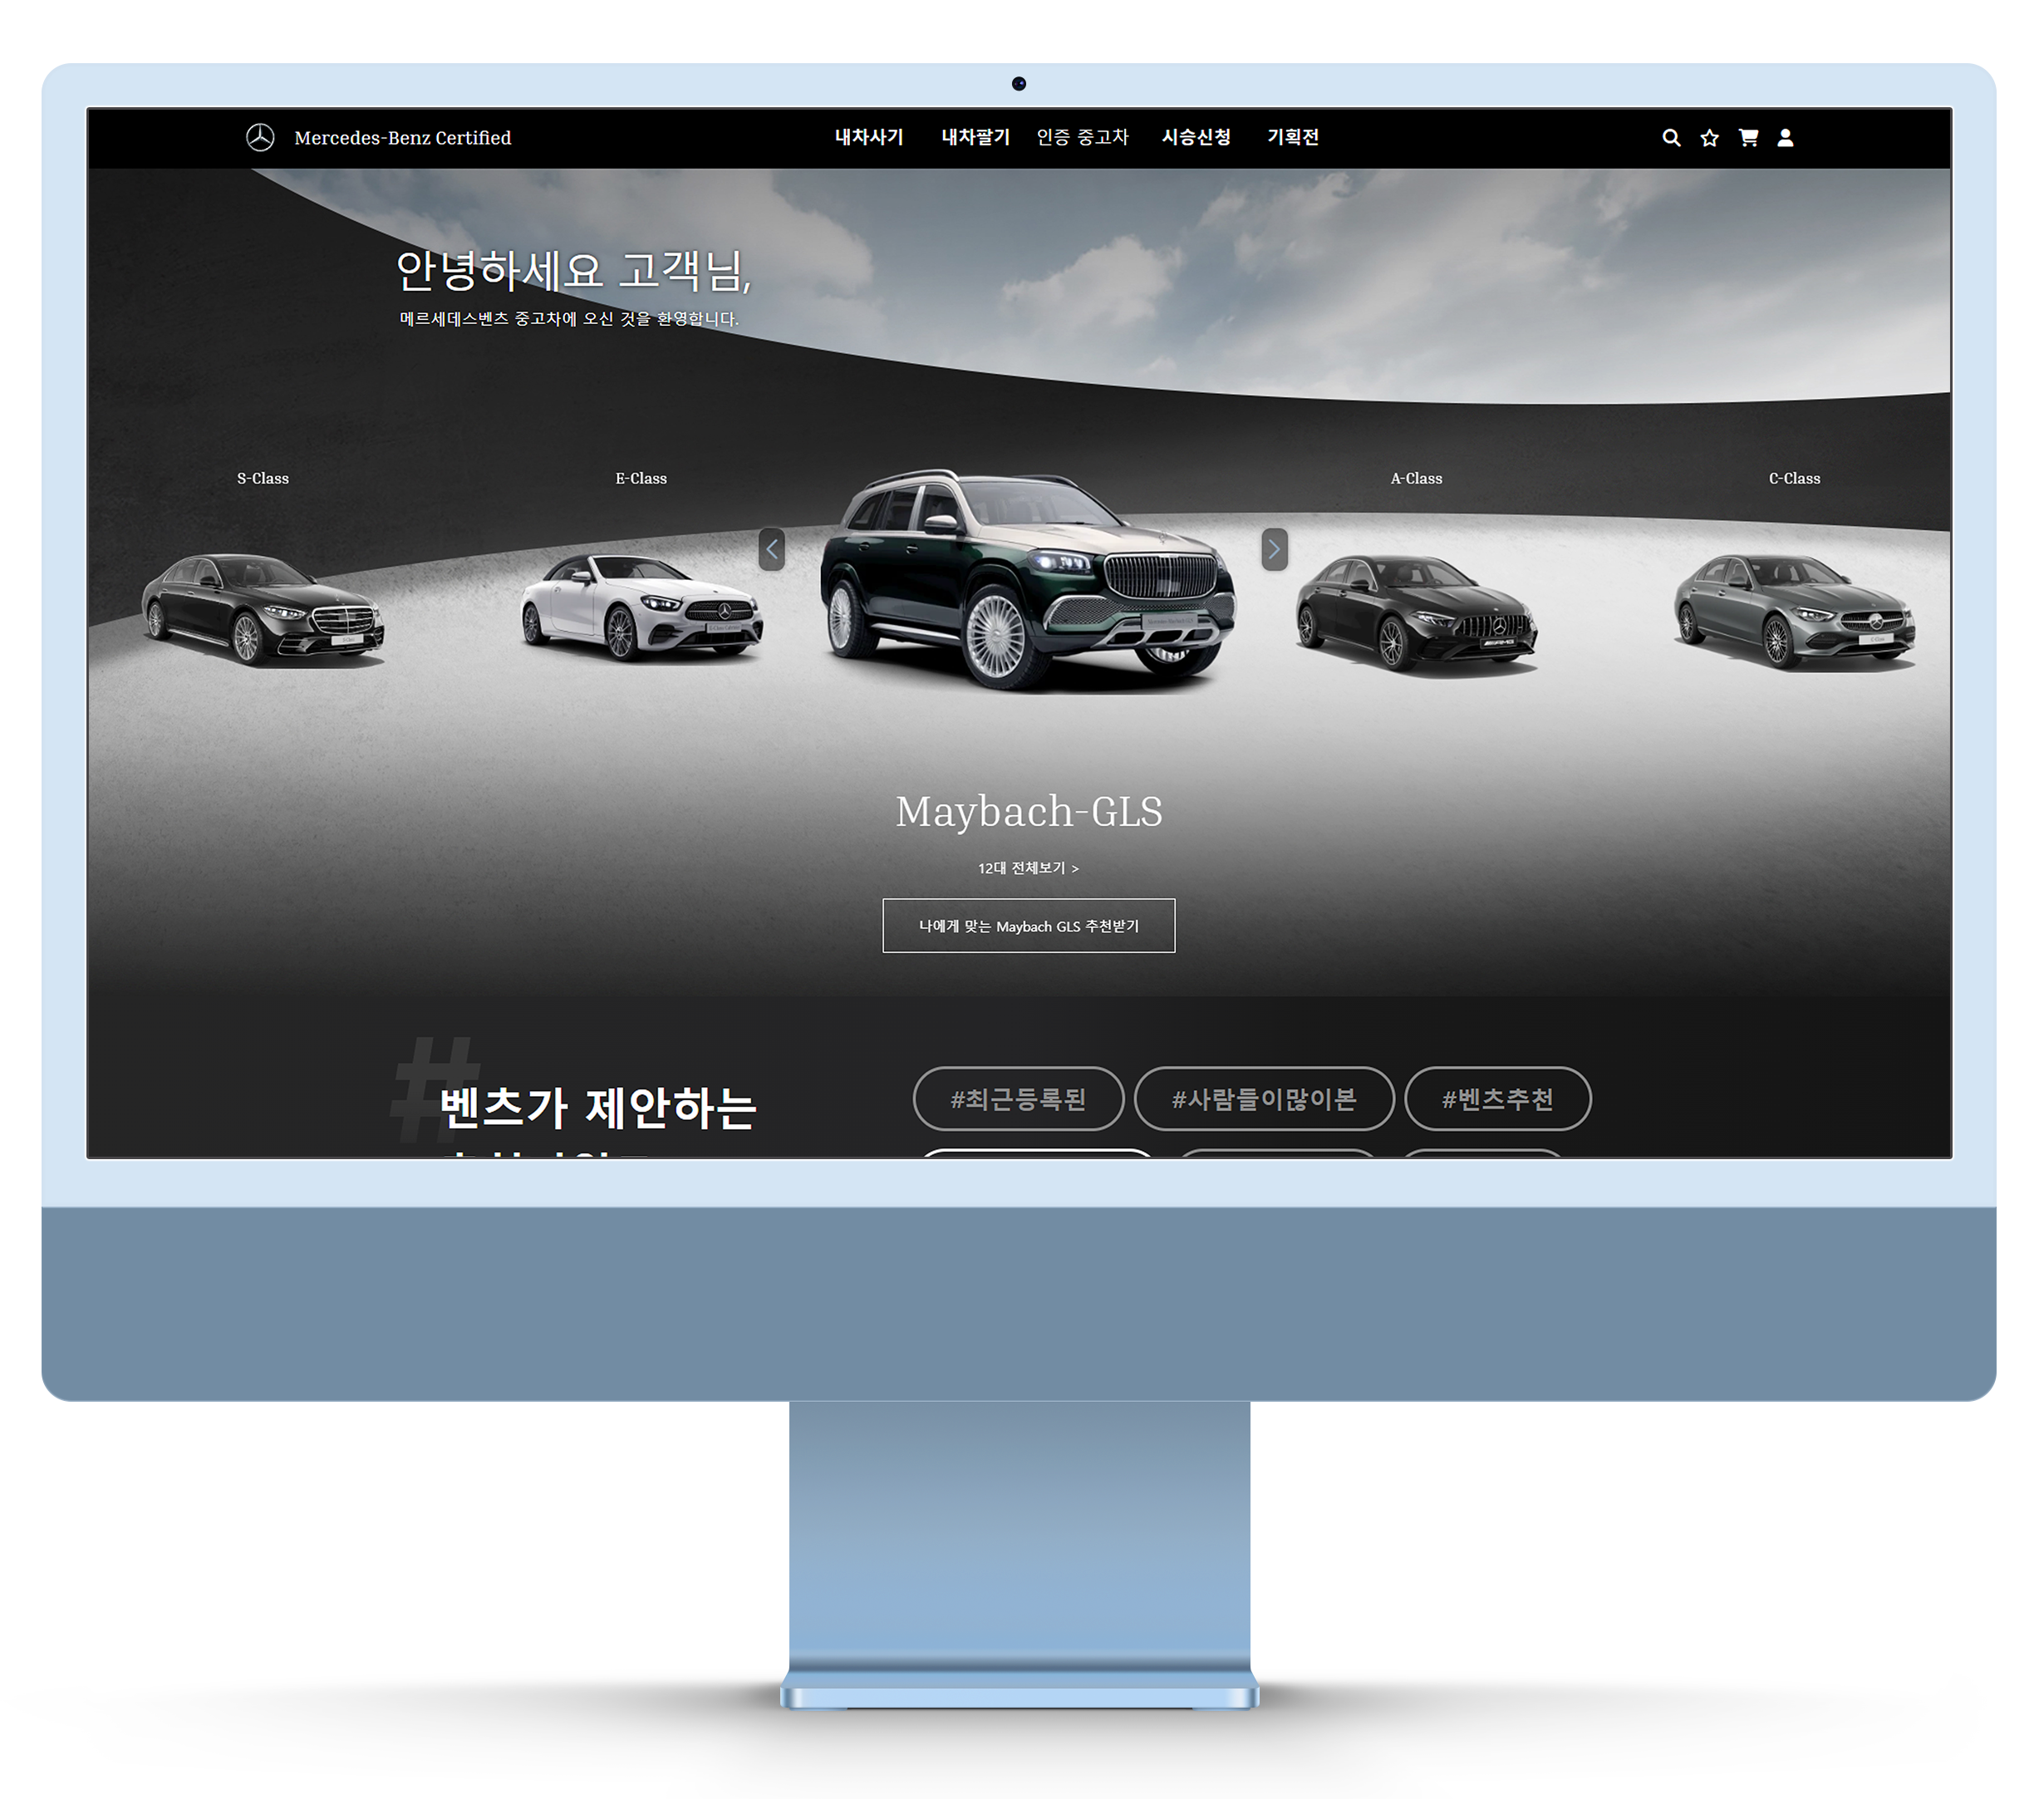 Mercedes-Benz Certified
내차사기 내차팔기 인증 중고차 시승신청 기획전
안녕하세요 고객님,
메르세데스벤츠 중고차에 오신 것을 환영합니다.
S-Class
E-Class
A-Class
C-Class
Maybach-GLS
12대 전체보기 >
나에게 맞는 Maybach GLS 추천받기
#
벤츠가 제안하는
#최근등록된 #사람들이많이본 #벤츠추천